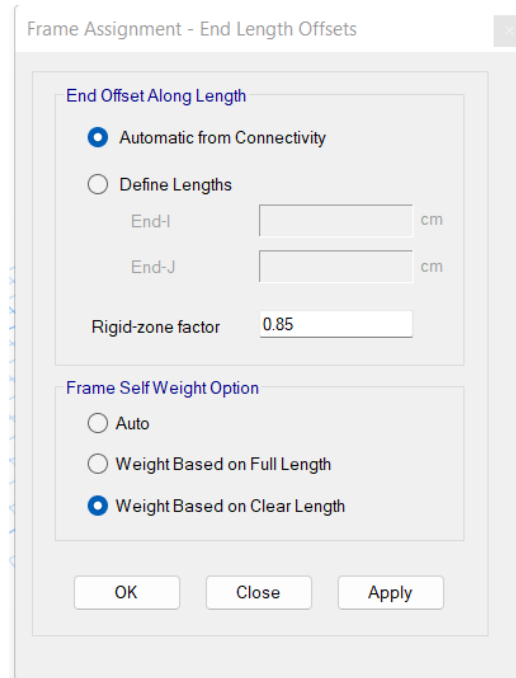 Frame Assignment - End Length Offsets
End Offset Along Length
Automatic from Connectivity
Define Lengths
End-I cm
End-J cm
Rigid-zone factor 0.85
Frame Self Weight Option
Auto
Weight Based on Full Length
Weight Based on Clear Length
OK Close Apply